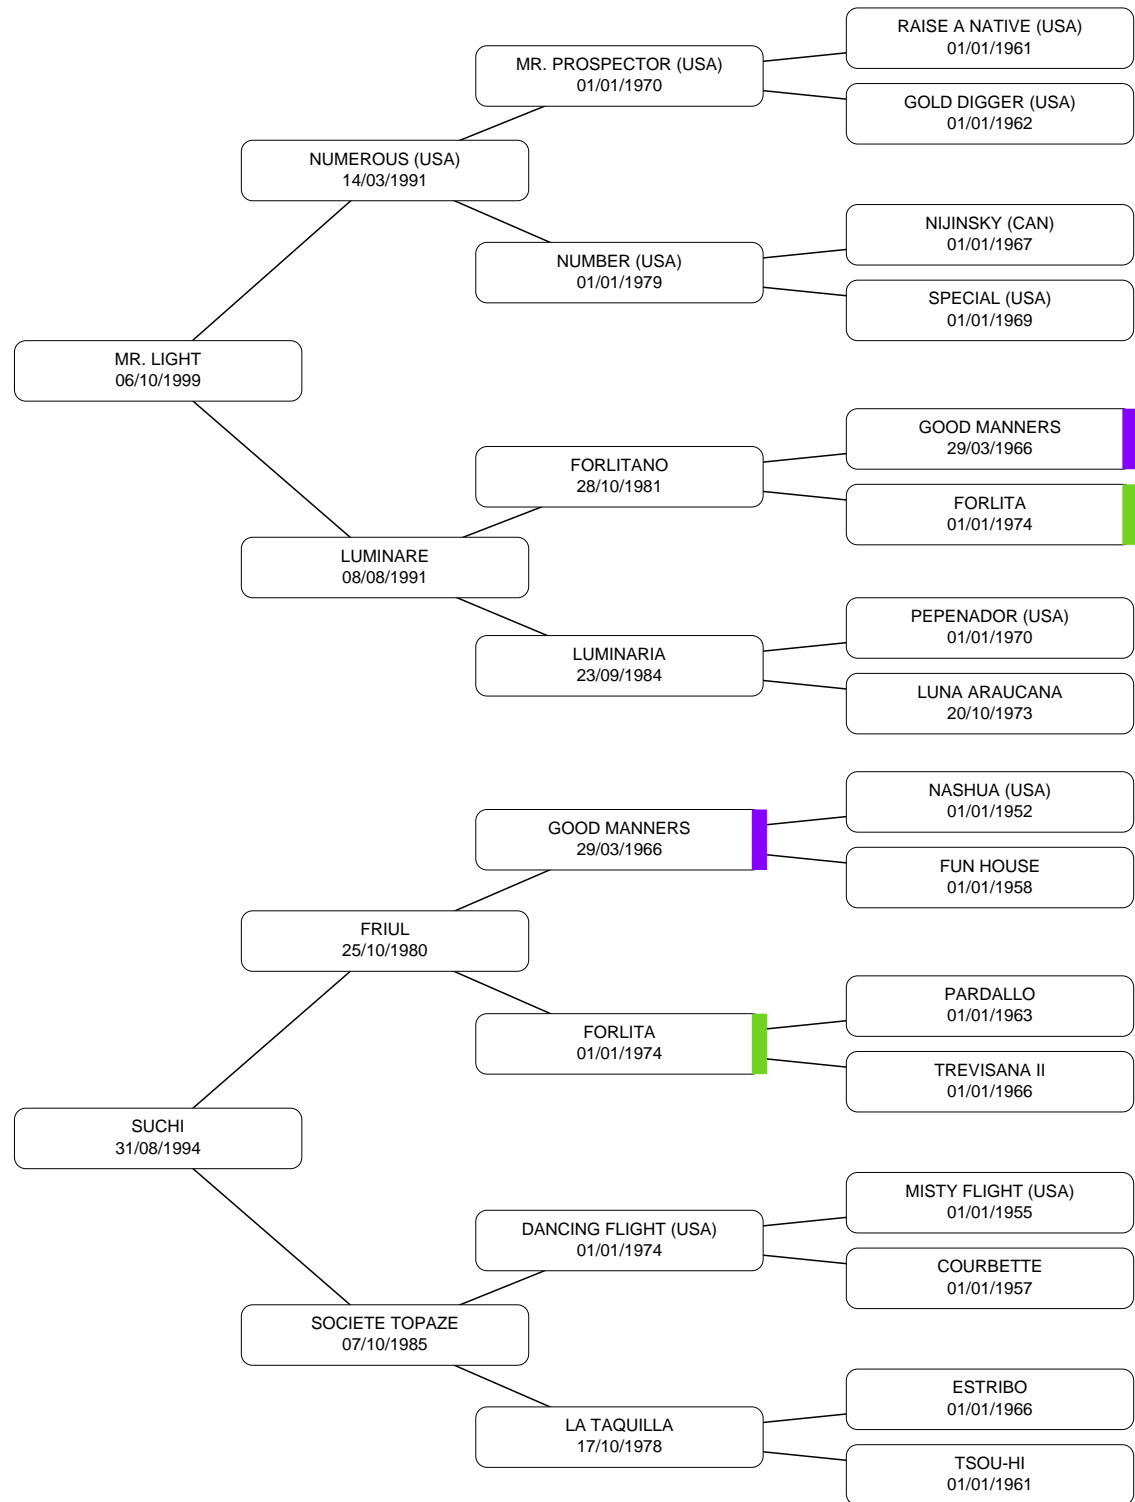 RAISE A NATIVE (USA)
01/01/1961
MR. PROSPECTOR (USA)
01/01/1970
GOLD DIGGER (USA)
01/01/1962
NUMEROUS (USA)
14/03/1991
NIJINSKY (CAN)
01/01/1967
NUMBER (USA)
01/01/1979
SPECIAL (USA)
01/01/1969
MR. LIGHT
06/10/1999
GOOD MANNERS
29/03/1966
FORLITANO
28/10/1981
FORLITA
01/01/1974
LUMINARE
08/08/1991
PEPENADOR (USA)
01/01/1970
LUMINARIA
23/09/1984
LUNA ARAUCANA
20/10/1973
NASHUA (USA)
01/01/1952
GOOD MANNERS
29/03/1966
FUN HOUSE
01/01/1958
FRIUL
25/10/1980
PARDALLO
01/01/1963
FORLITA
01/01/1974
TREVISANA II
01/01/1966
SUCHI
31/08/1994
MISTY FLIGHT (USA)
01/01/1955
DANCING FLIGHT (USA)
01/01/1974
COURBETTE
01/01/1957
SOCIETE TOPAZE
07/10/1985
ESTRIBO
01/01/1966
LA TAQUILLA
17/10/1978
TSOU-HI
01/01/1961